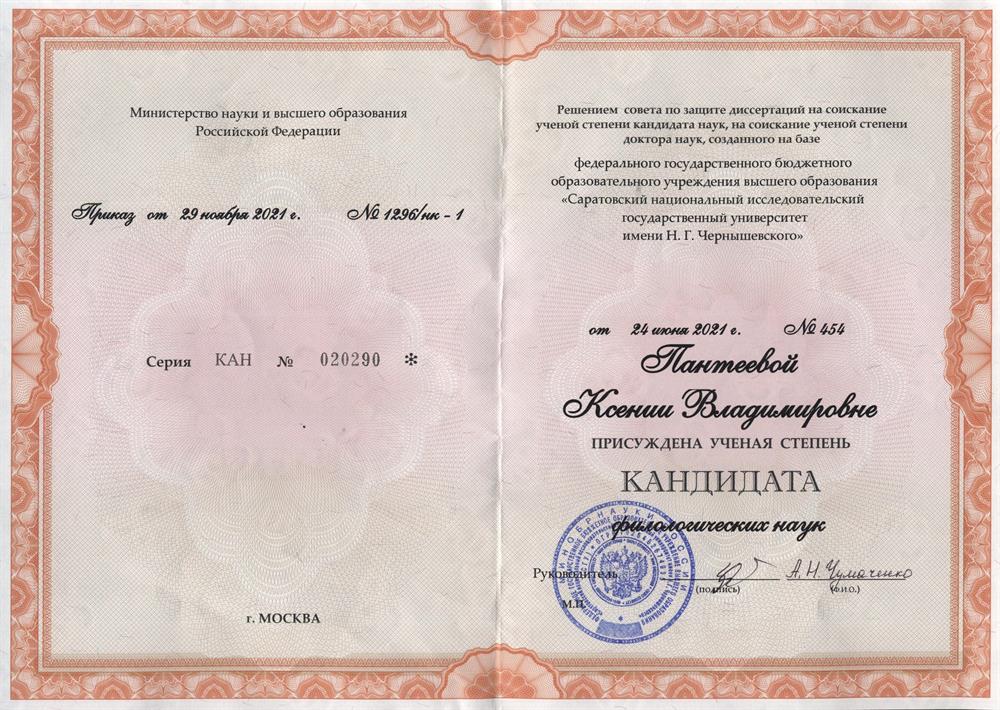 Министерство науки и высшего образования
Российской Федерации
Приказ от 29 ноября 2021 г. № 1296/нк - 1
Серия КАН № 020290 *
г. МОСКВА
Решением совета по защите диссертаций на соискание
ученой степени кандидата наук, на соискание ученой степени
доктора наук, созданного на базе
федерального государственного бюджетного
образовательного учреждения высшего образования
«Саратовский национальный исследовательский
государственный университет
имени Н. Г. Чернышевского»
от 24 июня 2021 г. № 454
Пантеевой
Ксении Владимировне
ПРИСУЖДЕНА УЧЕНАЯ СТЕПЕНЬ
КАНДИДАТА
филологических наук
МИНОБРНАУКИ РОССИИ
Руководитель А.Н. Чумаченко
(подпись) (Ф.И.О.)
М.П.